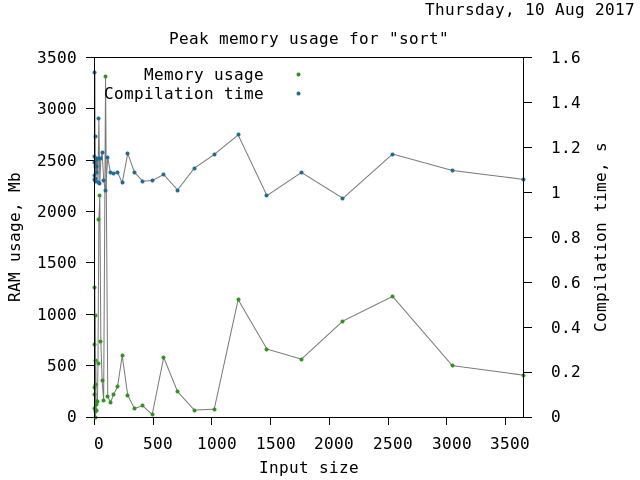 Thursday, 10 Aug 2017
Peak memory usage for "sort"
Memory usage
Compilation time
3500
3000
2500
2000
1500
1000
500
0
RAM usage, Mb
1.6
1.4
1.2
1
0.8
0.6
0.4
0.2
0
Compilation time, s
0 500 1000 1500 2000 2500 3000 3500
Input size